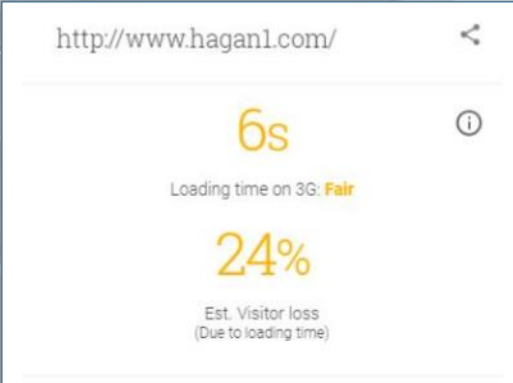 http://www.hagan1.com/
6s
Loading time on 3G: Fair
24%
Est. Visitor loss
(Due to loading time)